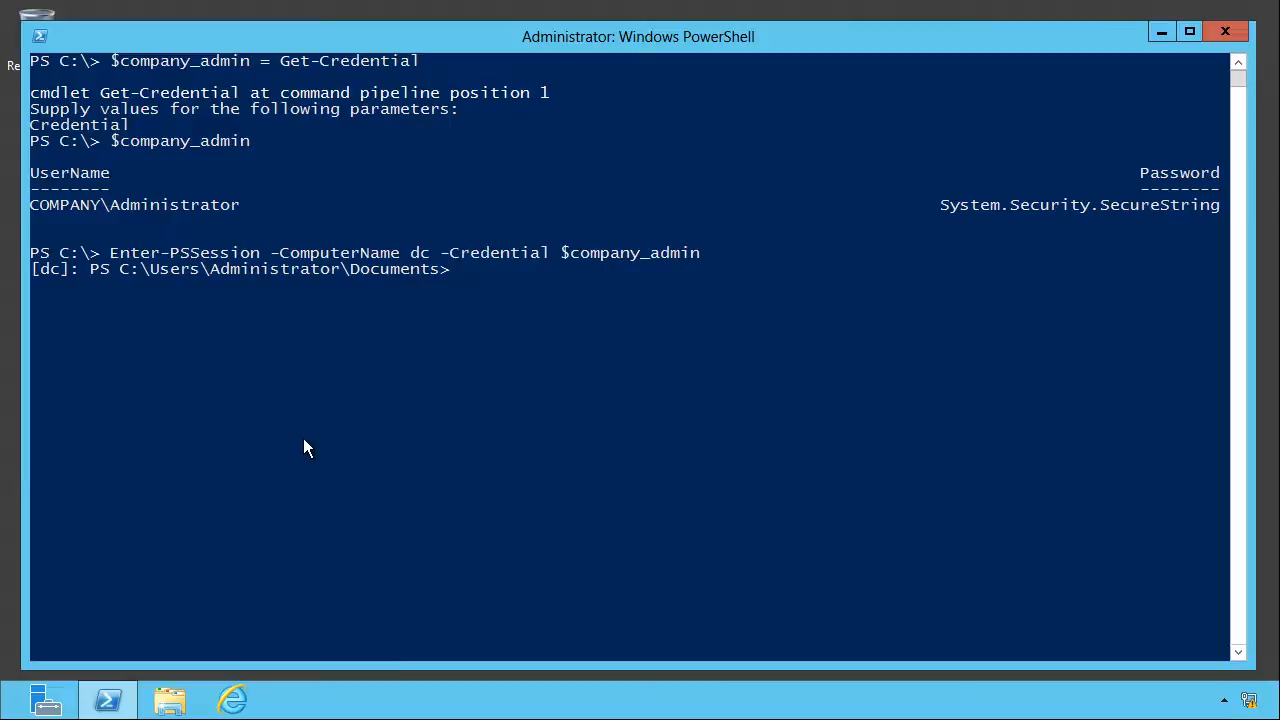 Administrator: Windows PowerShell
PS C:\> $company_admin = Get-Credential
Re
cmdlet Get-Credential at command pipeline position 1
Supply values for the following parameters:
Credential
PS C:\> $company_admin
UserName Password
-------- --------
COMPANY\Administrator System.Security.SecureString
PS C:\> Enter-PSSession -ComputerName dc -Credential $company_admin
[dc]: PS C:\Users\Administrator\Documents>